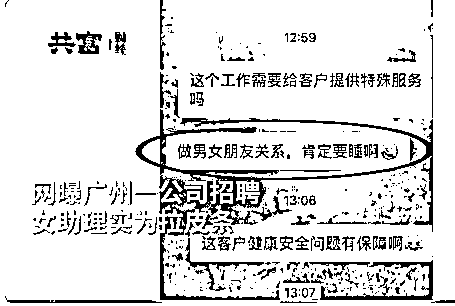 共富财经
12:59
这个工作需要给客户提供特殊服务
吗
做男女朋友关系，肯定要睡啊
13:06
网曝广州一公司招聘
女助理实为拉皮条
这客户健康安全问题有保障啊
13:07